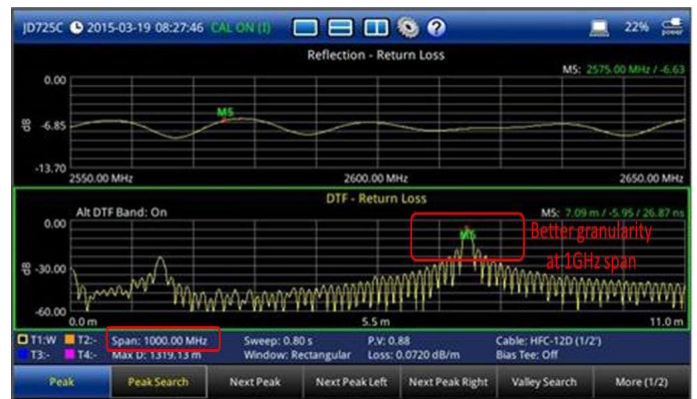 JD725C 2015-03-19 08:27:46 CAL ON (I) 22% power
Reflection - Return Loss
M5: 2575.00 MHz / -6.63
0.00
M5
dB -6.85
-13.70
2550.00 MHz 2600.00 MHz 2650.00 MHz
DTF - Return Loss
Alt DTF Band: On M5: 7.09 m / -5.95 / 26.87 ns
0.00
M5 Better granularity
at 1GHz span
dB -30.00
-60.00
0.0 m 5.5 m 11.0 m
T1:W T2:- Span: 1000.00 MHz Sweep: 0.80 s P.V: 0.88 Cable: HFC-12D (1/2')
T3:- T4:- Max D: 1319.13 m Window: Rectangular Loss: 0.0720 dB/m Bias Tee: Off
Peak Peak Search Next Peak Next Peak Left Next Peak Right Valley Search More (1/2)